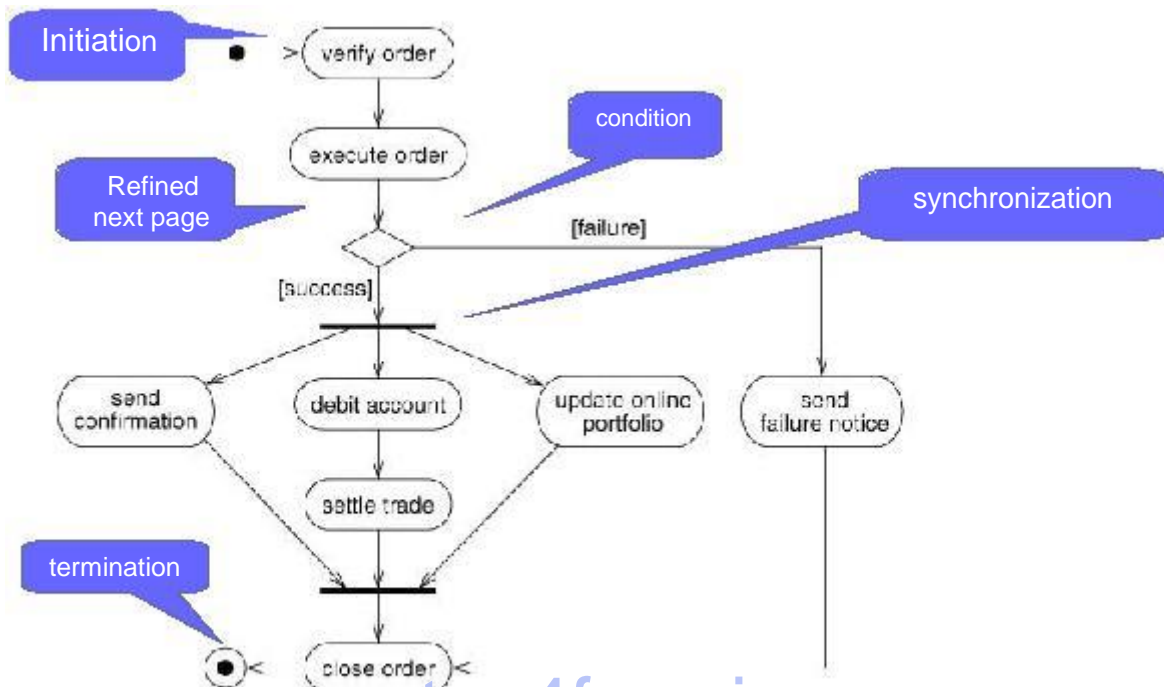 Initiation
verify order
condition
execute order
Refined
next page
synchronization
[failure]
[success]
send
confirmation
debit account
update online
portfolio
send
failure notice
settle trade
termination
close order